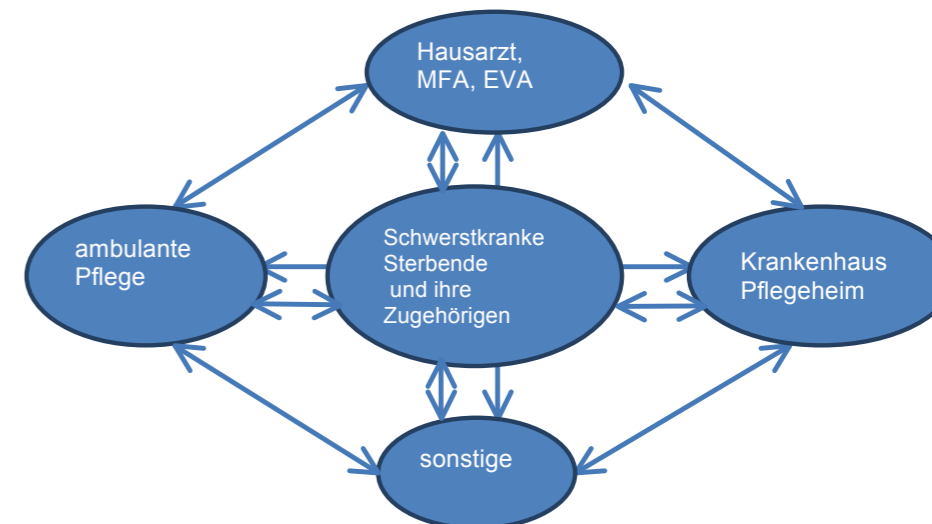 Hausarzt,
MFA, EVA
ambulante
Pflege
Schwerstkranke
Sterbende
und ihre
Zugehörigen
Krankenhaus
Pflegeheim
sonstige